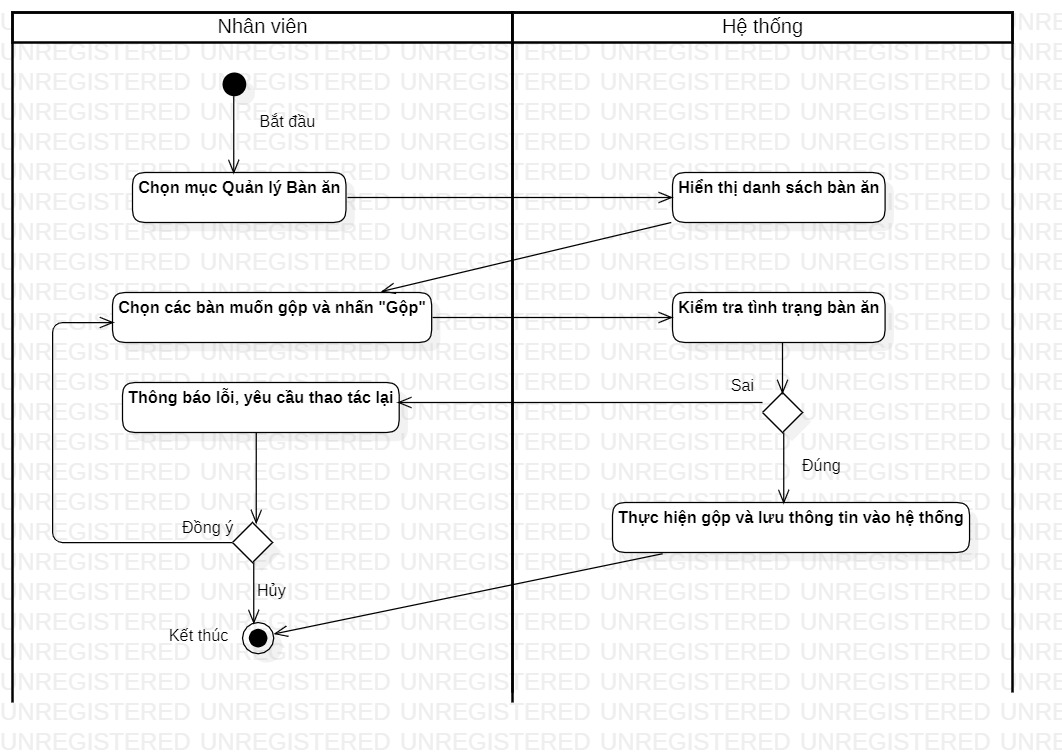 Nhân viên
Hệ thống
Bắt đầu
Chọn mục Quản lý Bàn ăn
Hiển thị danh sách bàn ăn
Chọn các bàn muốn gộp và nhấn "Gộp"
Kiểm tra tình trạng bàn ăn
Sai
Thông báo lỗi, yêu cầu thao tác lại
Đúng
Đồng ý
Thực hiện gộp và lưu thông tin vào hệ thống
Hủy
Kết thúc
UNREGISTERED